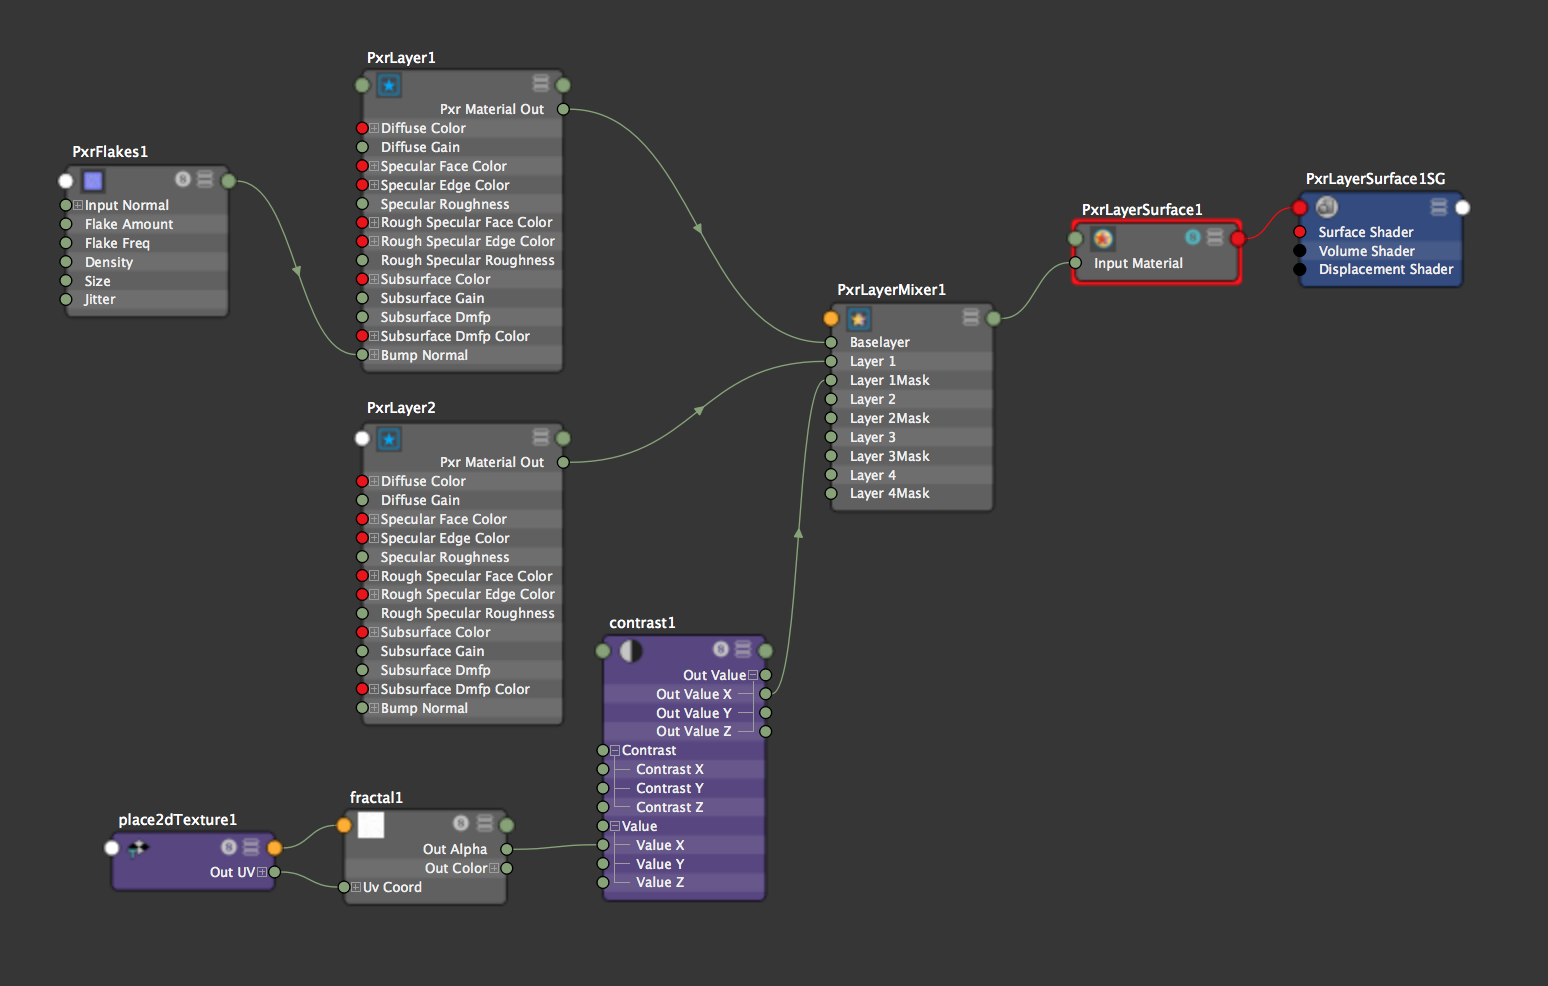 PxrLayer1
Pxr Material Out
Diffuse Color
Diffuse Gain
Specular Face Color
Specular Edge Color
Specular Roughness
Rough Specular Face Color
Rough Specular Edge Color
Rough Specular Roughness
Subsurface Color
Subsurface Gain
Subsurface Dmfp
Subsurface Dmfp Color
Bump Normal
PxrFlakes1
S
Input Normal
Flake Amount
Flake Freq
Density
Size
Jitter
PxrLayerSurface1SG
Surface Shader
Volume Shader
Displacement Shader
PxrLayerSurface1
S
Input Material
PxrLayerMixer1
Baselayer
Layer 1
Layer 1Mask
Layer 2
Layer 2Mask
Layer 3
Layer 3Mask
Layer 4
Layer 4Mask
PxrLayer2
Pxr Material Out
Diffuse Color
Diffuse Gain
Specular Face Color
Specular Edge Color
Specular Roughness
Rough Specular Face Color
Rough Specular Edge Color
Rough Specular Roughness
Subsurface Color
Subsurface Gain
Subsurface Dmfp
Subsurface Dmfp Color
Bump Normal
contrast1
S
Out Value
Out Value X
Out Value Y
Out Value Z
Contrast
Contrast X
Contrast Y
Contrast Z
Value
Value X
Value Y
Value Z
fractal1
S
Out Alpha
Out Color
Uv Coord
place2dTexture1
S
Out UV